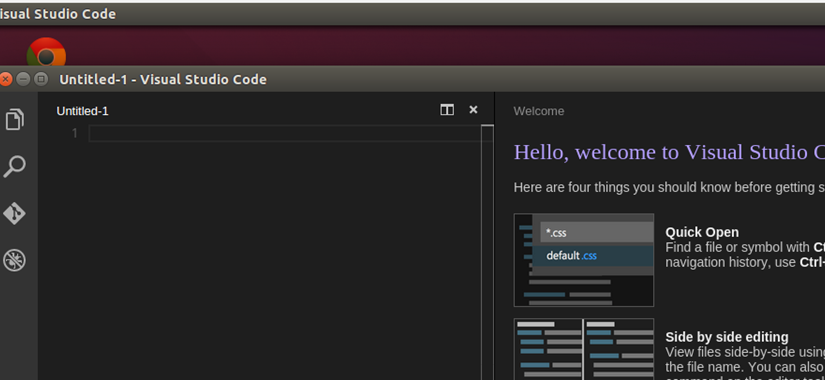 isual Studio Code
Untitled-1 - Visual Studio Code
Untitled-1
1
Welcome
Hello, welcome to Visual Studio C
Here are four things you should know before getting s
*.css
default.css
Quick Open
Find a file or symbol with Ct
navigation history, use Ctrl-
Side by side editing
View files side-by-side using
the file name. You can also